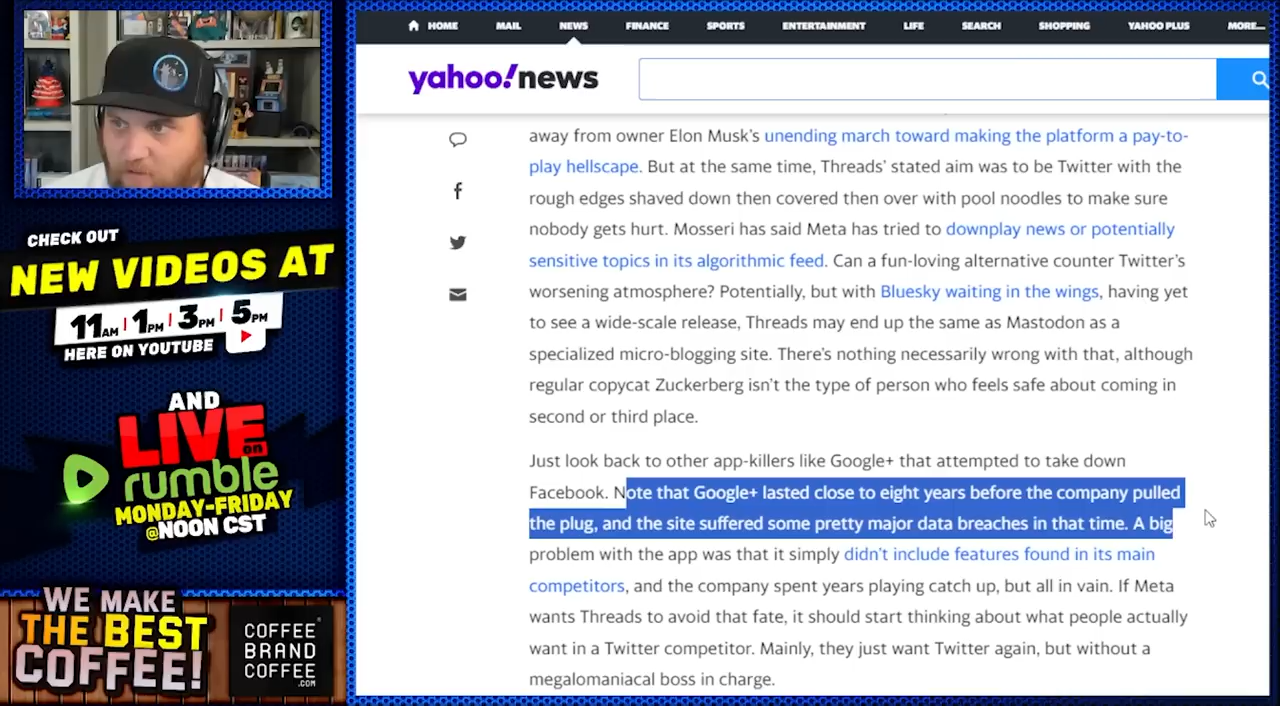 HOME MAIL NEWS FINANCE SPORTS ENTERTAINMENT LIFE SEARCH SHOPPING YAHOO PLUS MORE...
yahoo!news
away from owner Elon Musk's unending march toward making the platform a pay-to-
play hellscape. But at the same time, Threads' stated aim was to be Twitter with the
rough edges shaved down then covered then over with pool noodles to make sure
nobody gets hurt. Mosseri has said Meta has tried to downplay news or potentially
sensitive topics in its algorithmic feed. Can a fun-loving alternative counter Twitter's
worsening atmosphere? Potentially, but with Bluesky waiting in the wings, having yet
to see a wide-scale release, Threads may end up the same as Mastodon as a
specialized micro-blogging site. There's nothing necessarily wrong with that, although
regular copycat Zuckerberg isn't the type of person who feels safe about coming in
second or third place.
Just look back to other app-killers like Google+ that attempted to take down
Facebook. Note that Google+ lasted close to eight years before the company pulled
the plug, and the site suffered some pretty major data breaches in that time. A big
problem with the app was that it simply didn't include features found in its main
competitors, and the company spent years playing catch up, but all in vain. If Meta
wants Threads to avoid that fate, it should start thinking about what people actually
want in a Twitter competitor. Mainly, they just want Twitter again, but without a
megalomaniacal boss in charge.
CHECK OUT
NEW VIDEOS AT
11AM | 1PM | 3PM | 5PM
HERE ON YOUTUBE
AND
LIVE on
rumble
MONDAY-FRIDAY
@NOON CST
WE MAKE
THE BEST
COFFEE!
COFFEE
BRAND
COFFEE
.COM